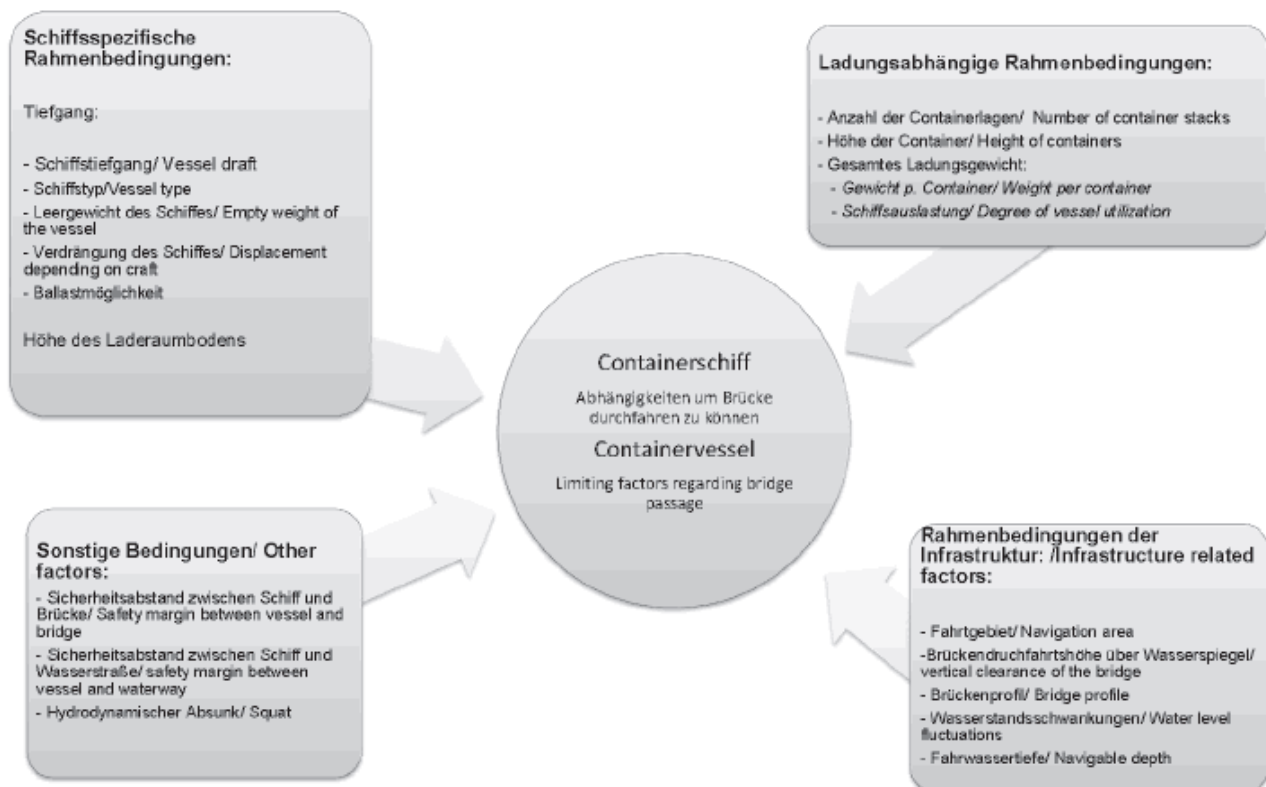 Schiffsspezifische
Rahmenbedingungen:
Tiefgang:
- Schiffstiefgang/ Vessel draft
- Schiffstyp/Vessel type
- Leergewicht des Schiffes/ Empty weight of
the vessel
- Verdrängung des Schiffes/ Displacement
depending on craft
- Ballastmöglichkeit
Höhe des Laderaumbodens
Ladungsabhängige Rahmenbedingungen:
- Anzahl der Containerlagen/ Number of container stacks
- Höhe der Container/ Height of containers
- Gesamtes Ladungsgewicht:
- Gewicht p. Container/ Weight per container
- Schiffsauslastung/ Degree of vessel utilization
Containerschiff
Abhängigkeiten um Brücke
durchfahren zu können
Containervessel
Limiting factors regarding bridge
passage
Sonstige Bedingungen/ Other
factors:
- Sicherheitsabstand zwischen Schiff und
Brücke/ Safety margin between vessel and
bridge
- Sicherheitsabstand zwischen Schiff und
Wasserstraße/ safety margin between
vessel and waterway
- Hydrodynamischer Absunk/ Squat
Rahmenbedingungen der
Infrastruktur: /Infrastructure related
factors:
- Fahrtgebiet/ Navigation area
-Brückendruchfahrtshöhe über Wasserspiegel/
vertical clearance of the bridge
- Brückenprofil/ Bridge profile
- Wasserstandsschwankungen/ Water level
fluctuations
- Fahrwassertiefe/ Navigable depth